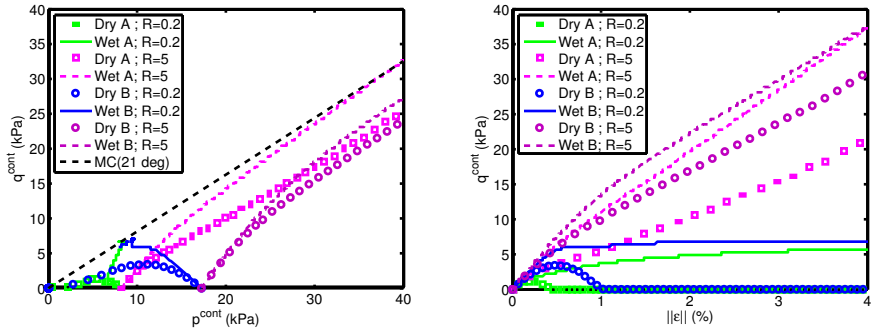 40
35
30
25
20
15
10
5
0
q^cont (kPa)
0
10
20
30
40
p^cont (kPa)
Dry A ; R=0.2
Wet A; R=0.2
Dry A ; R=5
Wet A ; R=5
Dry B ; R=0.2
Wet B; R=0.2
Dry B ; R=5
Wet B ; R=5
MC(21 deg)
40
35
30
25
20
15
10
5
0
q^cont (kPa)
0
1
2
3
4
||ε|| (%)
Dry A ; R=0.2
Wet A; R=0.2
Dry A ; R=5
Wet A ; R=5
Dry B ; R=0.2
Wet B; R=0.2
Dry B ; R=5
Wet B ; R=5